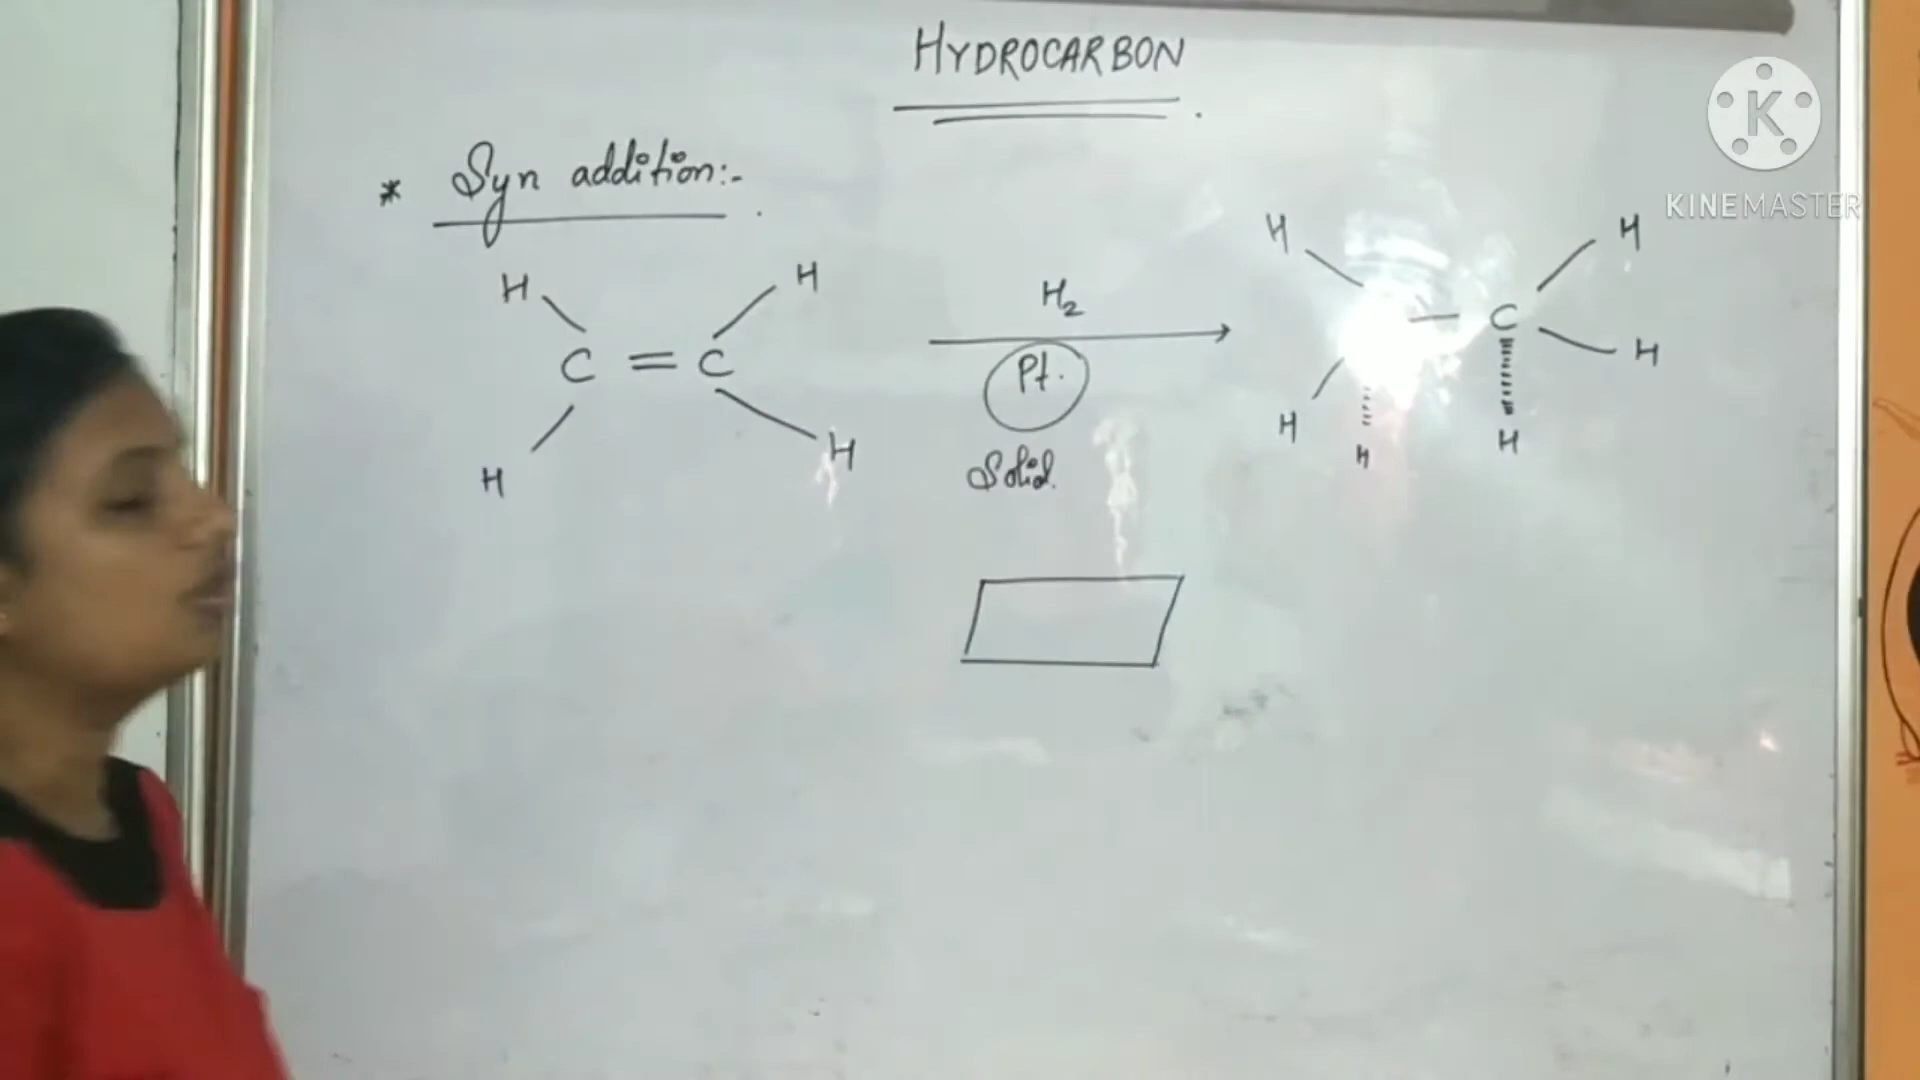 HYDROCARBON
K
KINEMASTER
* Syn addition:-
H H
C = C
H H
H2
Pt.
Solid.
H H
- C
H H
H H